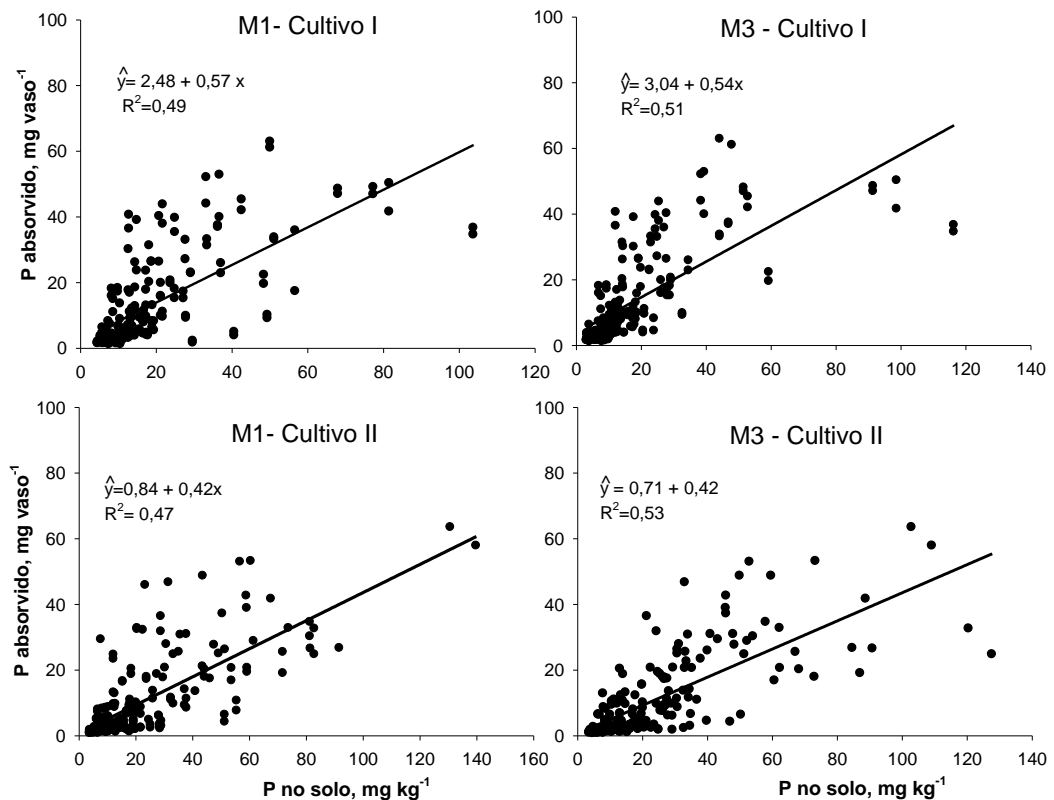 M1- Cultivo I
ŷ= 2,48 + 0,57 x
R²=0,49
P absorvido, mg vaso⁻¹
100
80
60
40
20
0
0 20 40 60 80 100 120
M3 - Cultivo I
ŷ= 3,04 + 0,54x
R²=0,51
100
80
60
40
20
0
0 20 40 60 80 100 120 140
M1- Cultivo II
ŷ=0,84 + 0,42x
R²= 0,47
P absorvido, mg vaso⁻¹
100
80
60
40
20
0
0 20 40 60 80 100 120 140 160
P no solo, mg kg⁻¹
M3 - Cultivo II
ŷ = 0,71 + 0,42
R²=0,53
100
80
60
40
20
0
0 20 40 60 80 100 120 140
P no solo, mg kg⁻¹